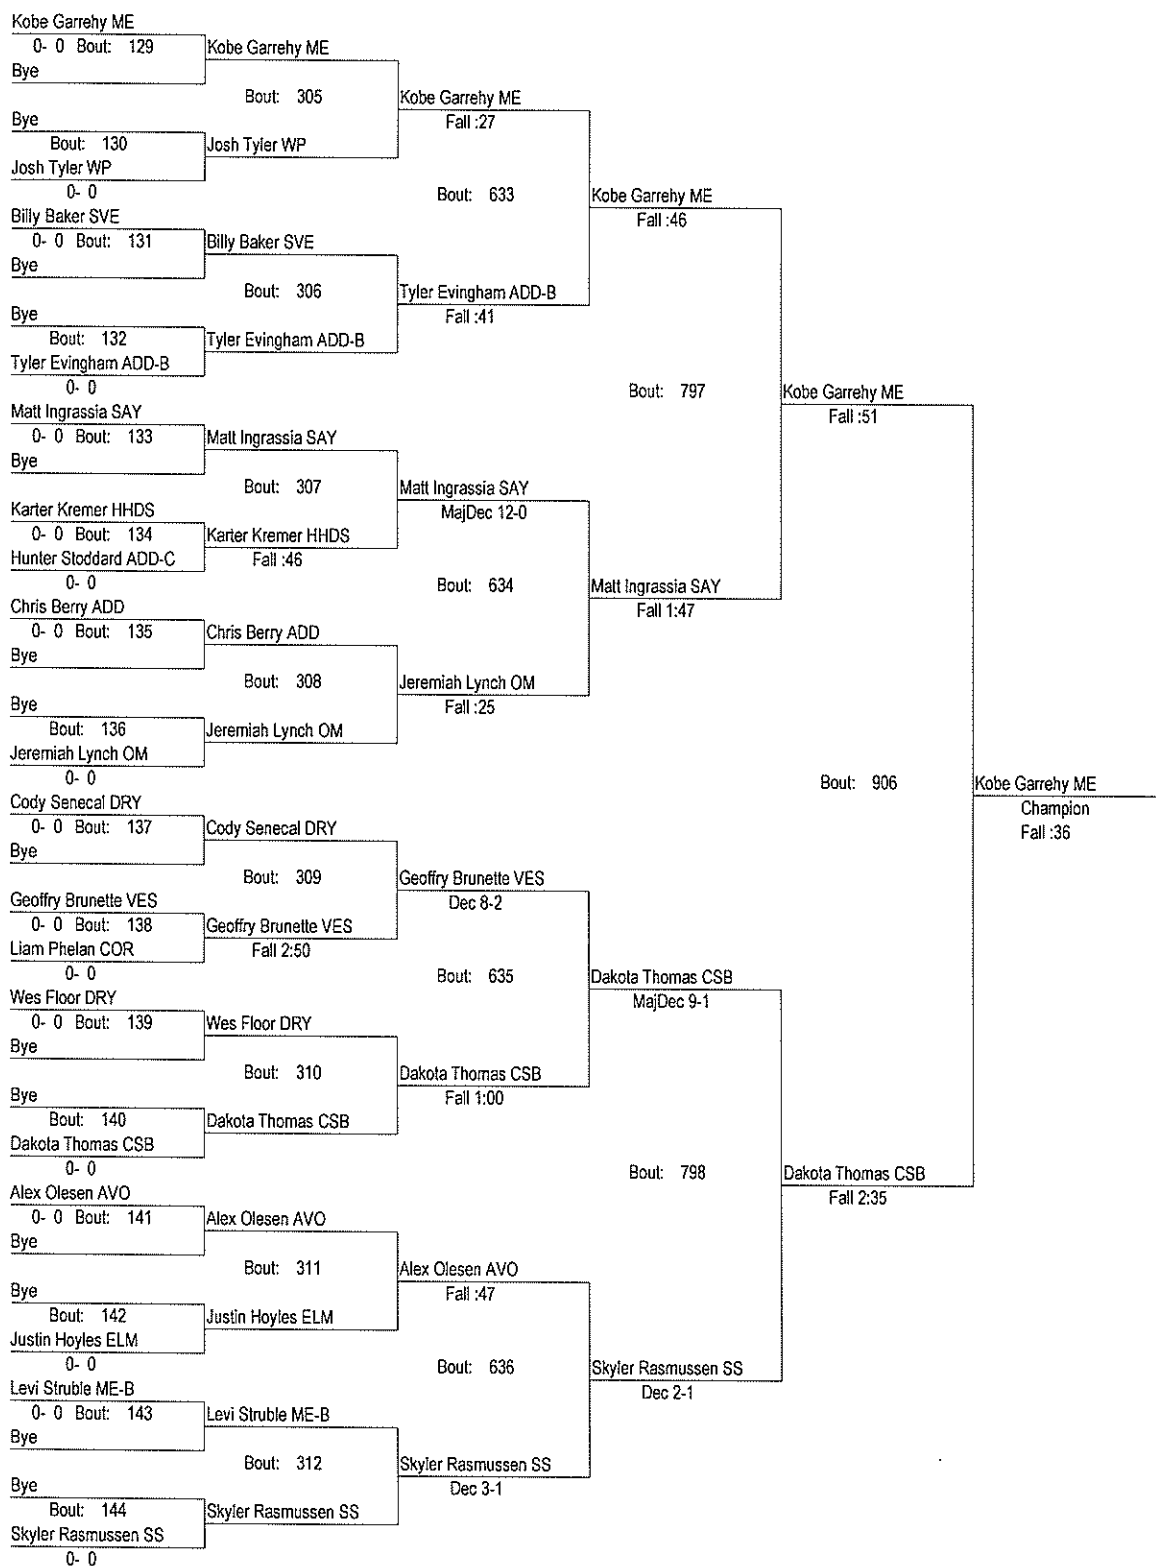 Kobe Garrehy ME
0- 0 Bout: 129
Bye
Kobe Garrehy ME
Bout: 305
Bye
Bout: 130
Josh Tyler WP
0- 0
Josh Tyler WP
Kobe Garrehy ME
Fall :27
Bout: 633
Billy Baker SVE
0- 0 Bout: 131
Bye
Billy Baker SVE
Bout: 306
Bye
Bout: 132
Tyler Evingham ADD-B
0- 0
Tyler Evingham ADD-B
Tyler Evingham ADD-B
Fall :41
Kobe Garrehy ME
Fall :46
Bout: 797
Matt Ingrassia SAY
0- 0 Bout: 133
Bye
Matt Ingrassia SAY
Bout: 307
Karter Kremer HHDS
0- 0 Bout: 134
Hunter Stoddard ADD-C
0- 0
Karter Kremer HHDS
Fall :46
Matt Ingrassia SAY
MajDec 12-0
Bout: 634
Chris Berry ADD
0- 0 Bout: 135
Bye
Chris Berry ADD
Bout: 308
Bye
Bout: 136
Jeremiah Lynch OM
0- 0
Jeremiah Lynch OM
Jeremiah Lynch OM
Fall :25
Matt Ingrassia SAY
Fall 1:47
Kobe Garrehy ME
Fall :51
Bout: 906
Kobe Garrehy ME
Champion
Fall :36
Cody Senecal DRY
0- 0 Bout: 137
Bye
Cody Senecal DRY
Bout: 309
Geoffry Brunette VES
0- 0 Bout: 138
Liam Phelan COR
0- 0
Geoffry Brunette VES
Fall 2:50
Geoffry Brunette VES
Dec 8-2
Bout: 635
Wes Floor DRY
0- 0 Bout: 139
Bye
Wes Floor DRY
Bout: 310
Bye
Bout: 140
Dakota Thomas CSB
0- 0
Dakota Thomas CSB
Dakota Thomas CSB
Fall 1:00
Dakota Thomas CSB
MajDec 9-1
Bout: 798
Dakota Thomas CSB
Fall 2:35
Alex Olesen AVO
0- 0 Bout: 141
Bye
Alex Olesen AVO
Bout: 311
Bye
Bout: 142
Justin Hoyles ELM
0- 0
Justin Hoyles ELM
Alex Olesen AVO
Fall :47
Bout: 636
Levi Struble ME-B
0- 0 Bout: 143
Bye
Levi Struble ME-B
Bout: 312
Bye
Bout: 144
Skyler Rasmussen SS
0- 0
Skyler Rasmussen SS
Skyler Rasmussen SS
Dec 3-1
Skyler Rasmussen SS
Dec 2-1